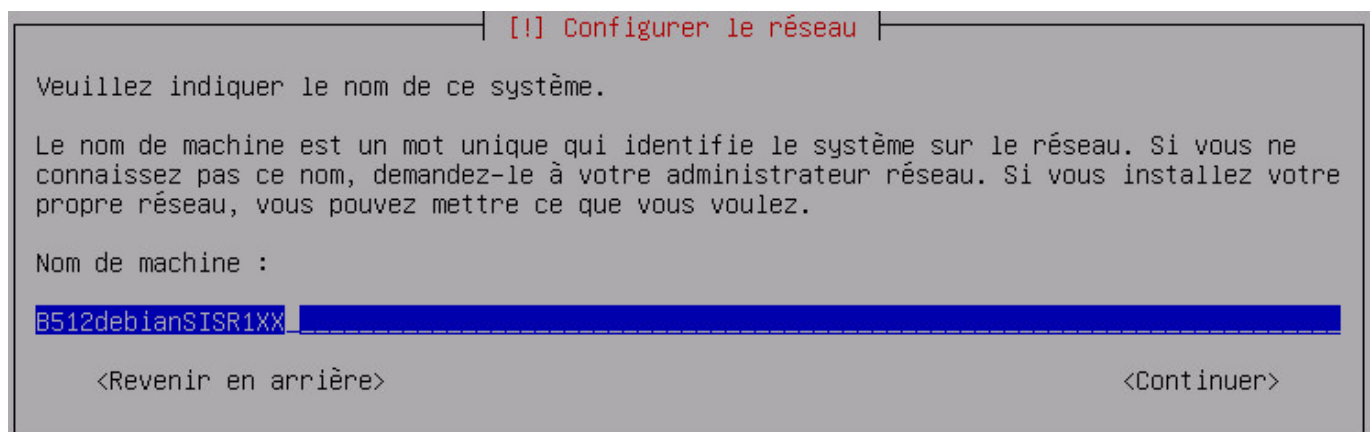 [!] Configurer le réseau
Veuillez indiquer le nom de ce système.
Le nom de machine est un mot unique qui identifie le système sur le réseau. Si vous ne
connaissez pas ce nom, demandez-le à votre administrateur réseau. Si vous installez votre
propre réseau, vous pouvez mettre ce que vous voulez.
Nom de machine :
B512debianSISR1XX
<Revenir en arrière> <Continuer>